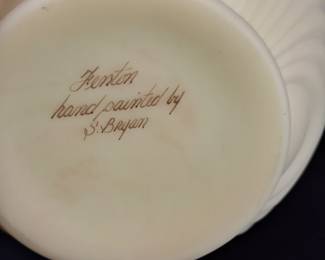 Fenton
hand painted by
S. Bryan